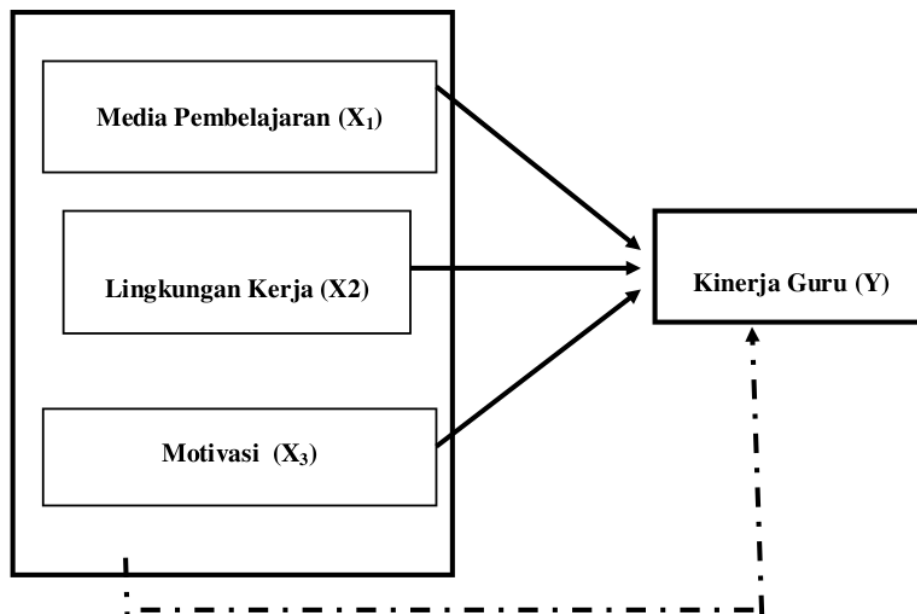 Media Pembelajaran (X₁)
Lingkungan Kerja (X2)
Kinerja Guru (Y)
Motivasi (X₃)